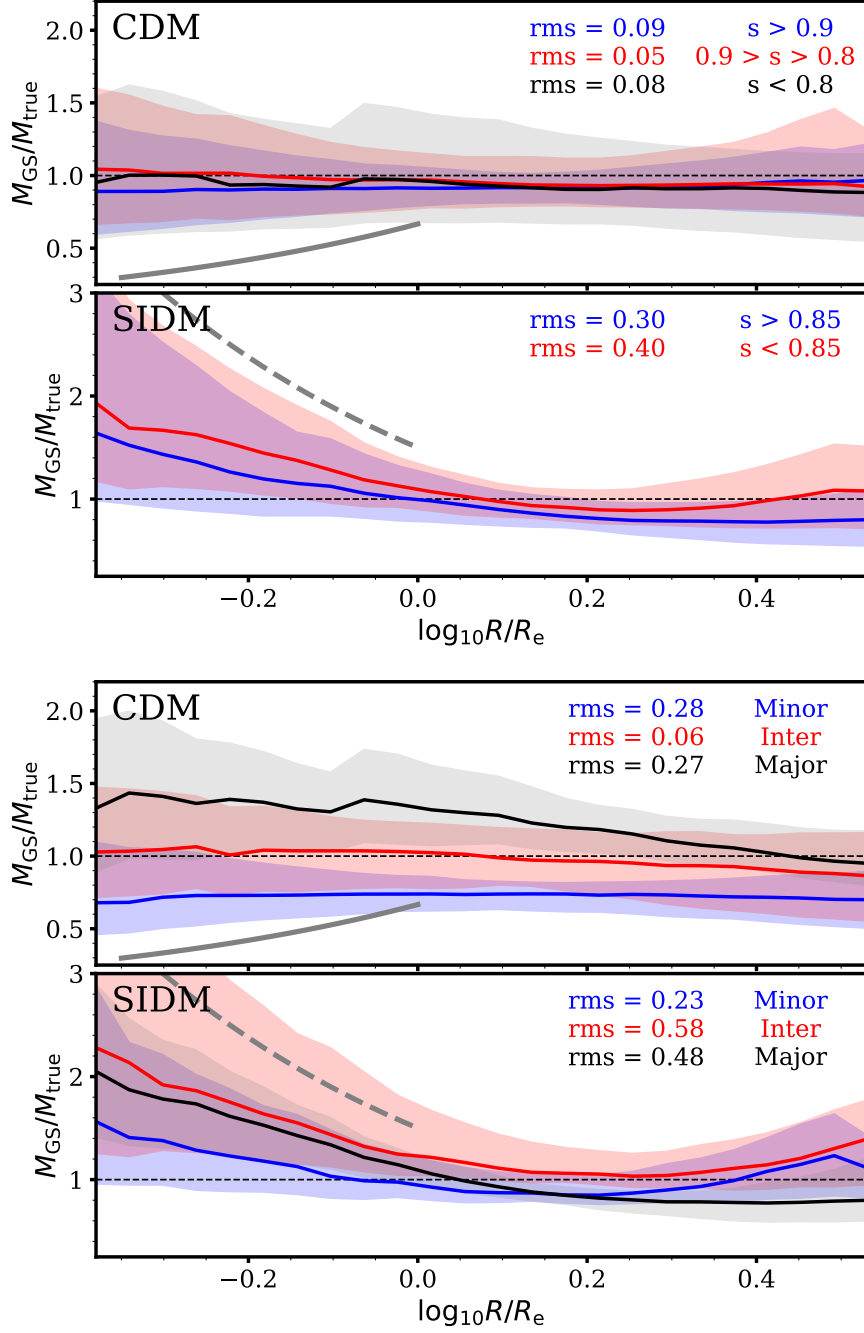 CDM
rms = 0.09 s > 0.9
rms = 0.05 0.9 > s > 0.8
rms = 0.08 s < 0.8
2.0
1.5
1.0
0.5
M_GS/M_true
SIDM
rms = 0.30 s > 0.85
rms = 0.40 s < 0.85
3
2
1
M_GS/M_true
−0.2 0.0 0.2 0.4
log₁₀R/Rₑ
CDM
rms = 0.28 Minor
rms = 0.06 Inter
rms = 0.27 Major
2.0
1.5
1.0
0.5
M_GS/M_true
SIDM
rms = 0.23 Minor
rms = 0.58 Inter
rms = 0.48 Major
3
2
1
M_GS/M_true
−0.2 0.0 0.2 0.4
log₁₀R/Rₑ